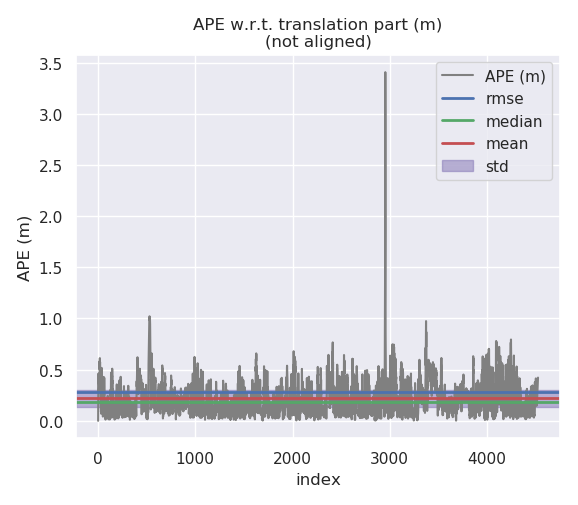 APE w.r.t. translation part (m)
(not aligned)
3.5
3.0
2.5
2.0
1.5
1.0
0.5
0.0
APE (m)
APE (m)
rmse
median
mean
std
0
1000
2000
3000
4000
index